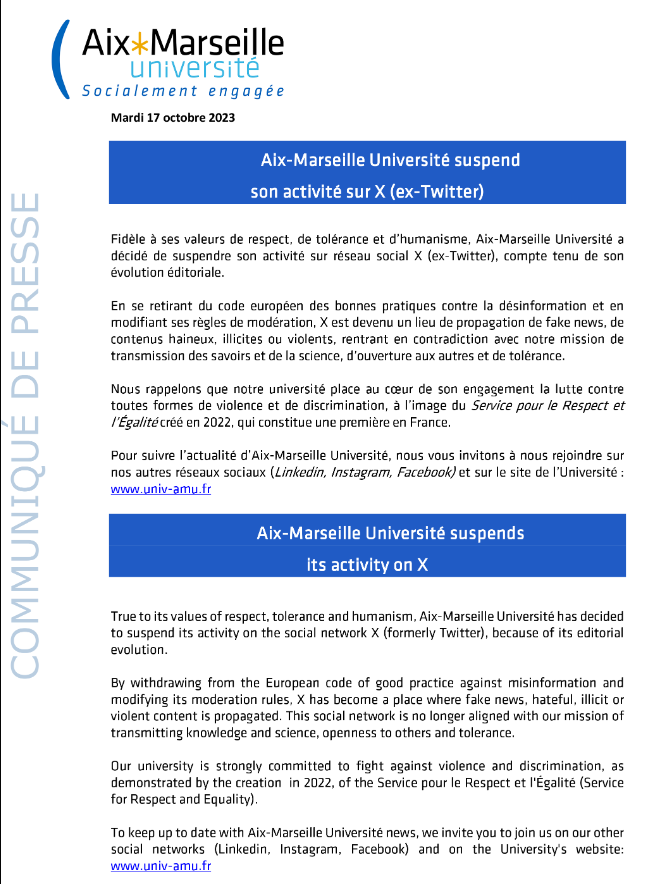 Aix*Marseille
université
Socialement engagée
Mardi 17 octobre 2023
COMMUNIQUÉ DE PRESSE
Aix-Marseille Université suspend
son activité sur X (ex-Twitter)
Fidèle à ses valeurs de respect, de tolérance et d'humanisme, Aix-Marseille Université a
décidé de suspendre son activité sur réseau social X (ex-Twitter), compte tenu de son
évolution éditoriale.
En se retirant du code européen des bonnes pratiques contre la désinformation et en
modifiant ses règles de modération, X est devenu un lieu de propagation de fake news, de
contenus haineux, illicites ou violents, rentrant en contradiction avec notre mission de
transmission des savoirs et de la science, d'ouverture aux autres et de tolérance.
Nous rappelons que notre université place au cœur de son engagement la lutte contre
toutes formes de violence et de discrimination, à l'image du Service pour le Respect et
l'Égalité créé en 2022, qui constitue une première en France.
Pour suivre l'actualité d'Aix-Marseille Université, nous vous invitons à nous rejoindre sur
nos autres réseaux sociaux (Linkedin, Instagram, Facebook) et sur le site de l'Université :
www.univ-amu.fr
Aix-Marseille Université suspends
its activity on X
True to its values of respect, tolerance and humanism, Aix-Marseille Université has decided
to suspend its activity on the social network X (formerly Twitter), because of its editorial
evolution.
By withdrawing from the European code of good practice against misinformation and
modifying its moderation rules, X has become a place where fake news, hateful, illicit or
violent content is propagated. This social network is no longer aligned with our mission of
transmitting knowledge and science, openness to others and tolerance.
Our university is strongly committed to fight against violence and discrimination, as
demonstrated by the creation in 2022, of the Service pour le Respect et l'Égalité (Service
for Respect and Equality).
To keep up to date with Aix-Marseille Université news, we invite you to join us on our other
social networks (Linkedin, Instagram, Facebook) and on the University's website:
www.univ-amu.fr